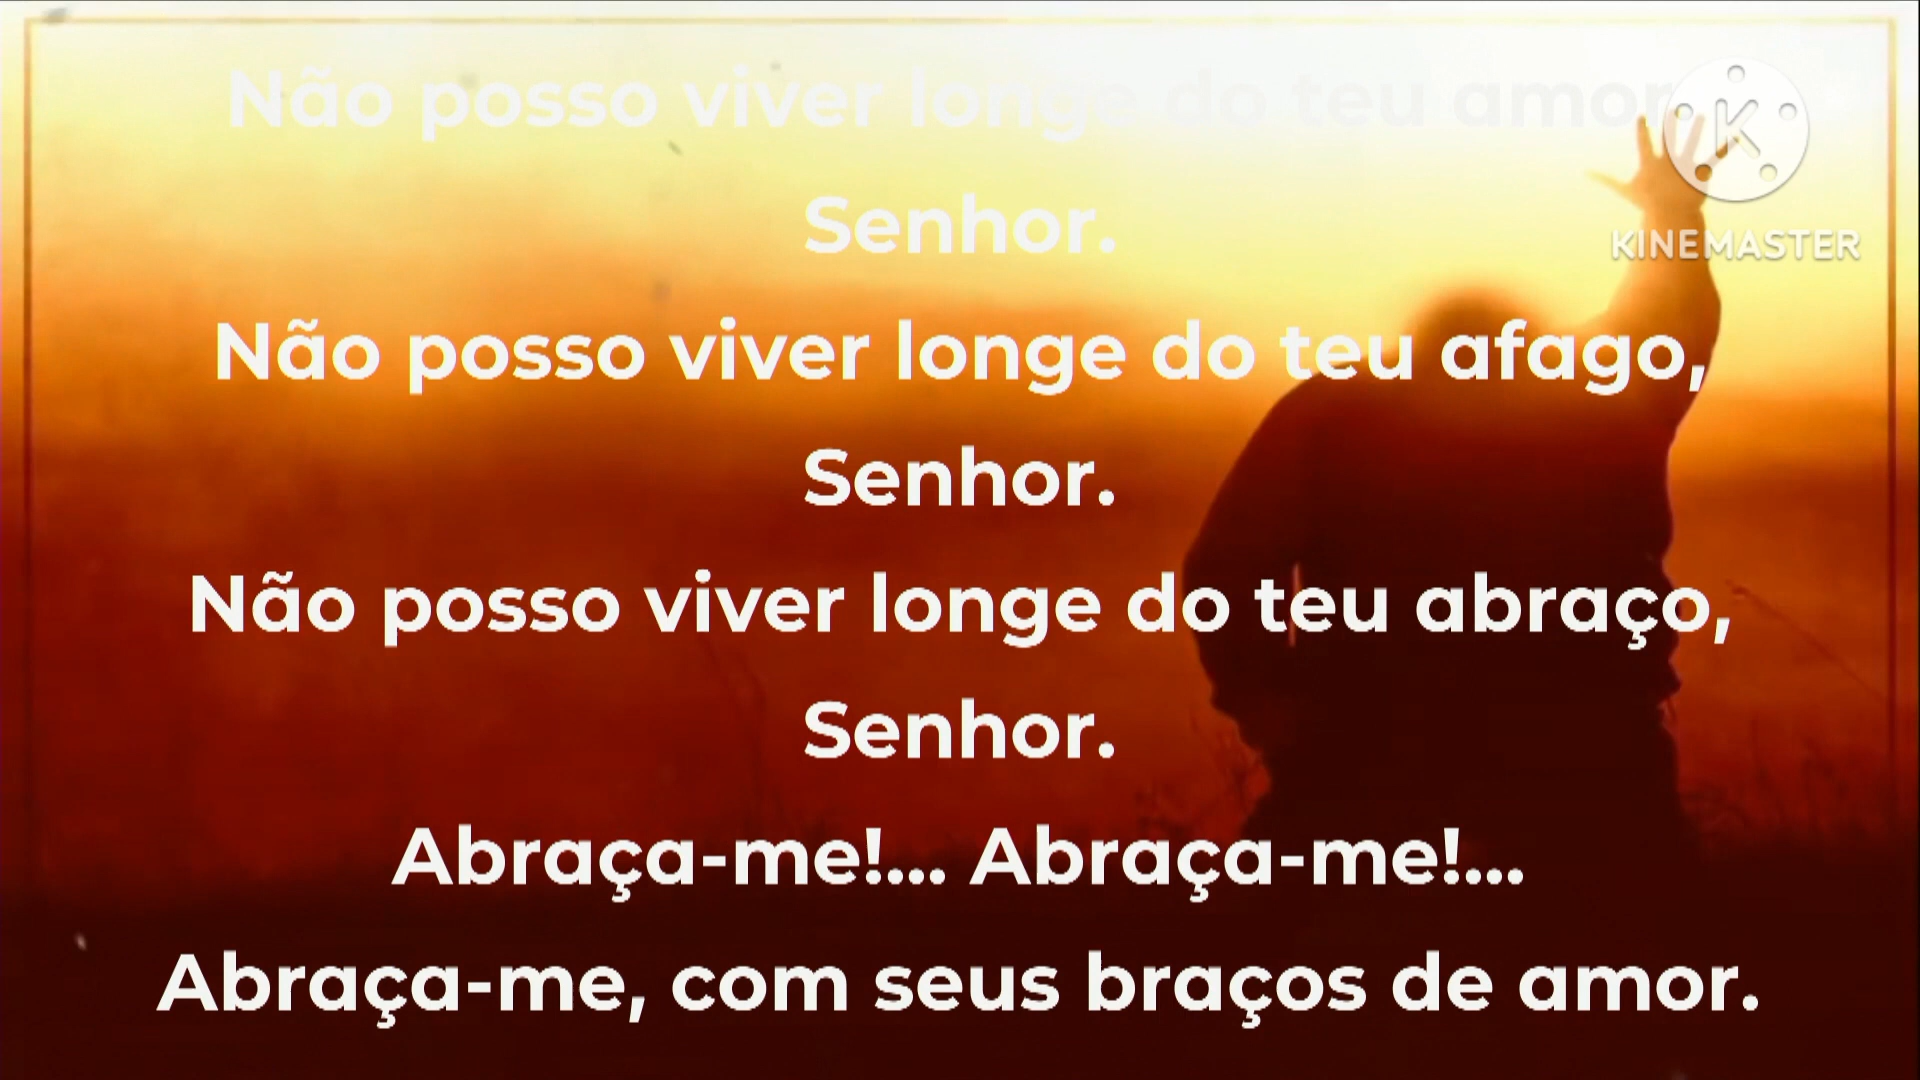 Não posso viver longe do teu amor,
Senhor.
Não posso viver longe do teu afago,
Senhor.
Não posso viver longe do teu abraço,
Senhor.
Abraça-me!... Abraça-me!...
Abraça-me, com seus braços de amor.
K
KINEMASTER